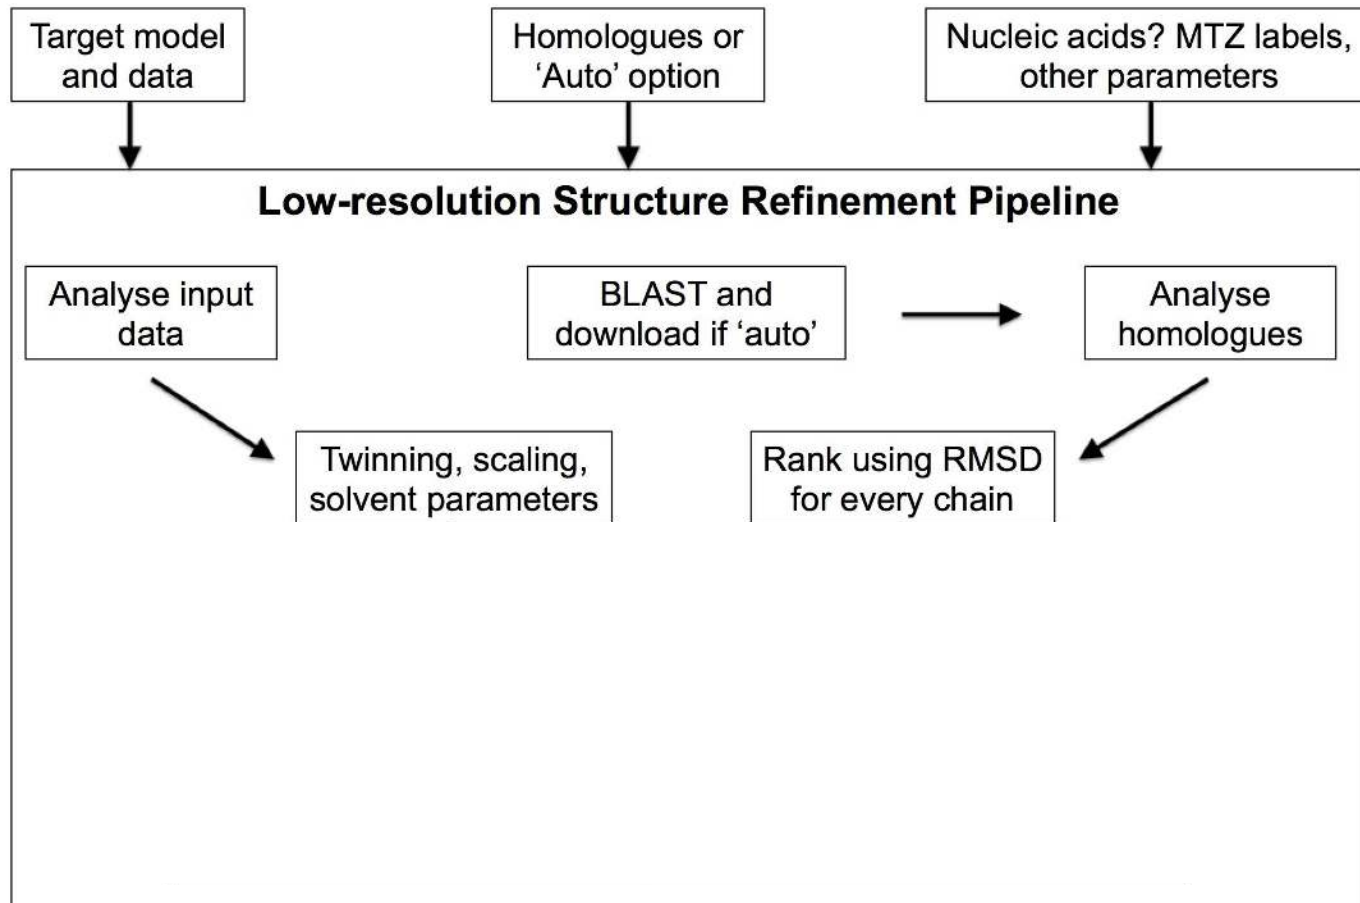 Target model
and data
Homologues or
‘Auto’ option
Nucleic acids? MTZ labels,
other parameters
Low-resolution Structure Refinement Pipeline
Analyse input
data
BLAST and
download if ‘auto’
Analyse
homologues
Twinning, scaling,
solvent parameters
Rank using RMSD
for every chain